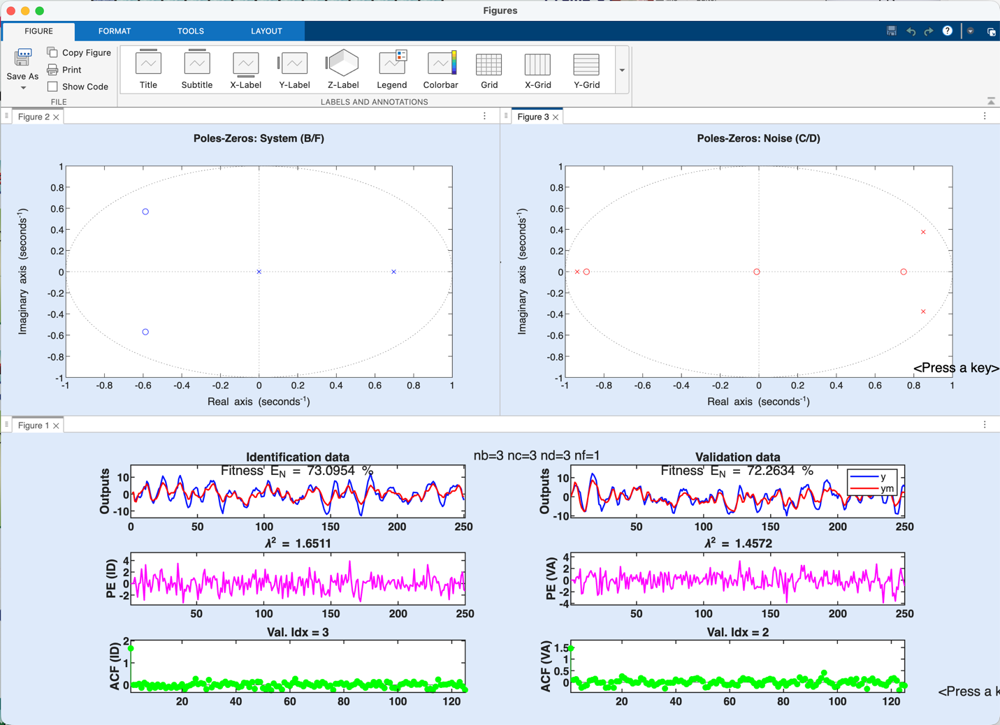 Figures
FIGURE FORMAT TOOLS LAYOUT
Save As
Copy Figure
Print
Show Code
FILE
Title Subtitle X-Label Y-Label Z-Label Legend Colorbar Grid X-Grid Y-Grid
LABELS AND ANNOTATIONS
Figure 2
Poles-Zeros: System (B/F)
Imaginary axis (seconds⁻¹)
1
0.8
0.6
0.4
0.2
0
-0.2
-0.4
-0.6
-0.8
-1
-1 -0.8 -0.6 -0.4 -0.2 0 0.2 0.4 0.6 0.8 1
Real axis (seconds⁻¹)
Figure 3
Poles-Zeros: Noise (C/D)
Imaginary axis (seconds⁻¹)
1
0.8
0.6
0.4
0.2
0
-0.2
-0.4
-0.6
-0.8
-1
<Press a key>
-1 -0.8 -0.6 -0.4 -0.2 0 0.2 0.4 0.6 0.8 1
Real axis (seconds⁻¹)
Figure 1
nb=3 nc=3 nd=3 nf=1
Identification data
Fitness' E_N = 73.0954 %
Outputs
10
0
-10
0 50 100 150 200 250
λ² = 1.6511
PE (ID)
4
2
0
-2
50 100 150 200 250
Val. Idx = 3
ACF (ID)
2
1
0
20 40 60 80 100 120
Validation data
Fitness' E_N = 72.2634 %
y
ym
Outputs
10
0
-10
50 100 150 200 250
λ² = 1.4572
PE (VA)
4
2
0
-2
-4
50 100 150 200 250
Val. Idx = 2
ACF (VA)
1.5
1
0.5
0
20 40 60 80 100 120
<Press a k